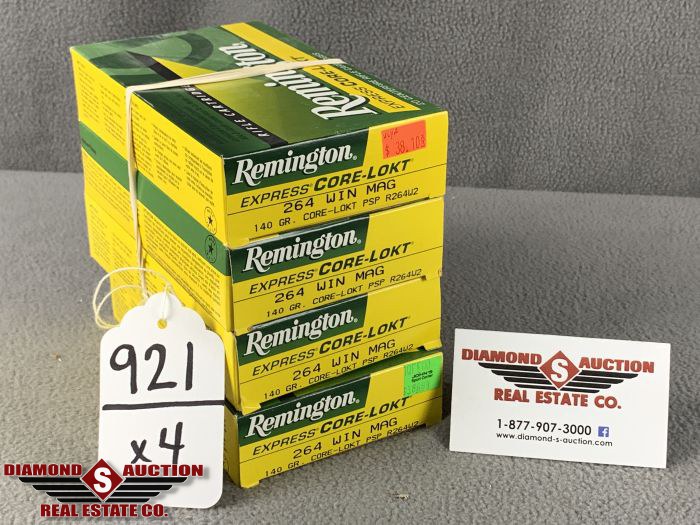 Remington
EXPRESS CORE-LOKT
RIFLE CARTRIDGES
$ 38.10
Remington
EXPRESS CORE-LOKT
264 WIN MAG
140 GR. CORE-LOKT PSP R264W2
Remington
EXPRESS CORE-LOKT
264 WIN MAG
140 GR. CORE-LOKT PSP R264W2
Remington
EXPRESS CORE-LOKT
264 WIN MAG
140 GR. CORE-LOKT PSP R264W2
Remington
EXPRESS CORE-LOKT
264 WIN MAG
140 GR. CORE-LOKT PSP R264W2
921
x 4
DIAMOND S AUCTION
REAL ESTATE CO.
1-877-907-3000 f
www.diamond-s-auction.com
DIAMOND S AUCTION
REAL ESTATE CO.